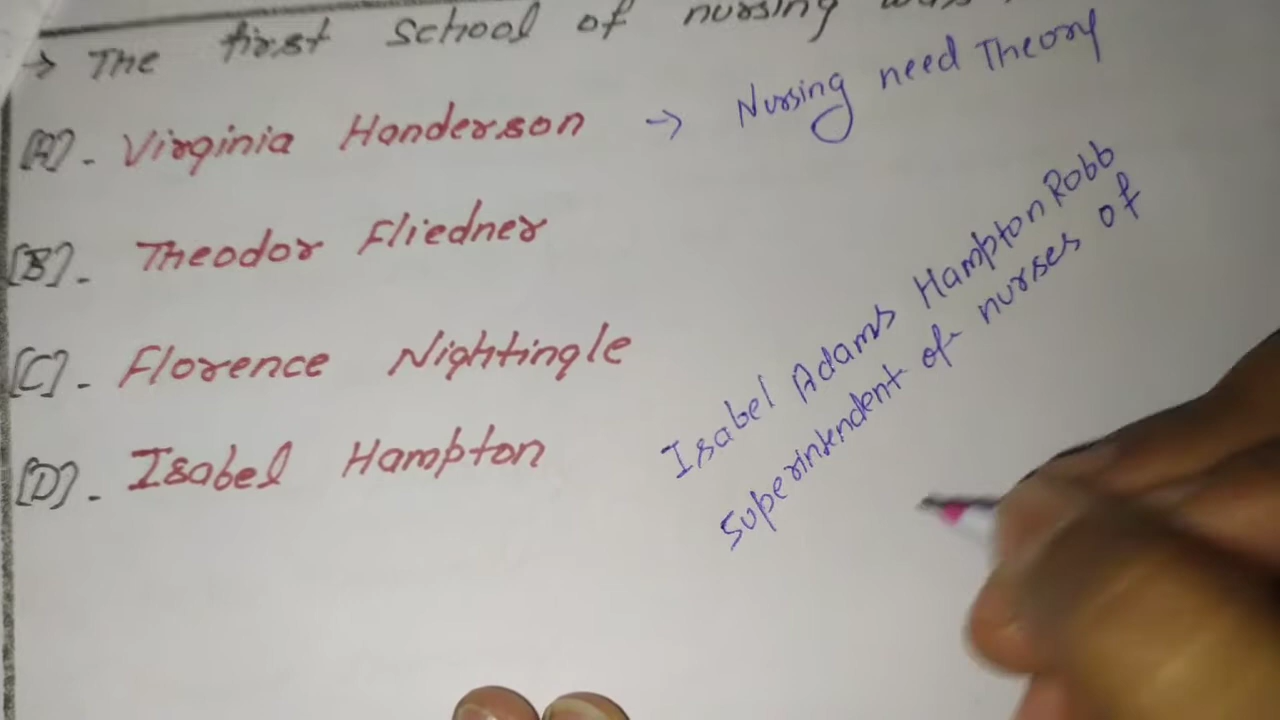 → The first School of nursing was
[A]. Virginia Handerson → Nursing need Theory
[B]. Theodor Fliedner
[C]. Florence Nightingle
[D]. Isabel Hampton
Isabel Adams Hampton Robb
Superintendent of nurses of